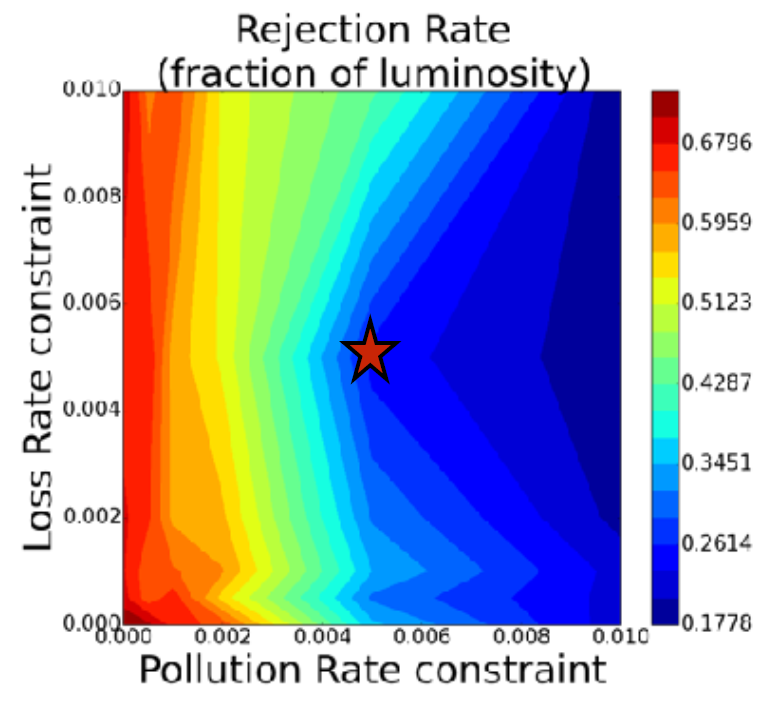 Rejection Rate
(fraction of luminosity)
Loss Rate constraint
0.010
0.008
0.006
0.004
0.002
0.000
0.000 0.002 0.004 0.006 0.008 0.010
Pollution Rate constraint
0.6796
0.5959
0.5123
0.4287
0.3451
0.2614
0.1778